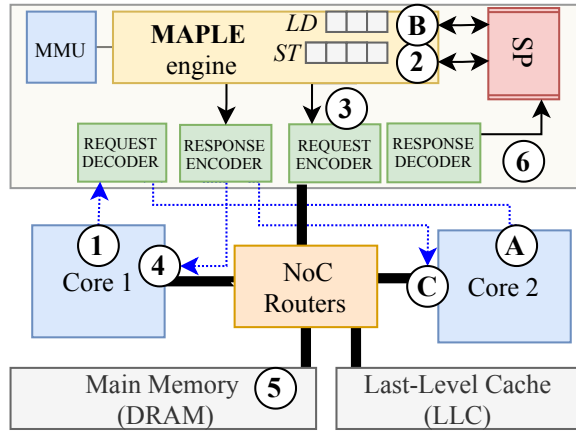 LD
B
MMU
MAPLE
engine
ST
2
SP
3
REQUEST
DECODER
RESPONSE
ENCODER
REQUEST
ENCODER
RESPONSE
DECODER
6
1
4
A
Core 1
NoC
Routers
C
Core 2
Main Memory
(DRAM)
5
Last-Level Cache
(LLC)